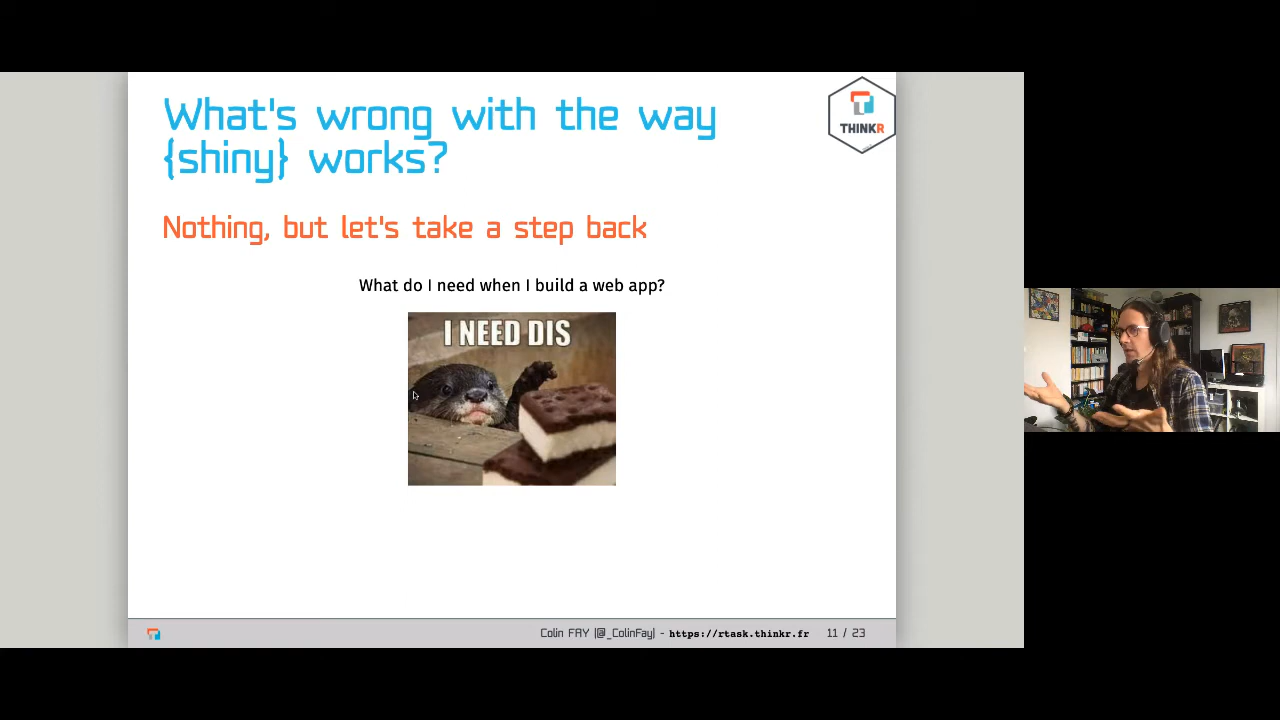 What's wrong with the way
{shiny} works?
THINKR
Nothing, but let's take a step back
What do I need when I build a web app?
I NEED DIS
Colin FAY |@_ColinFay| - https://rtask.thinkr.fr 11 / 23